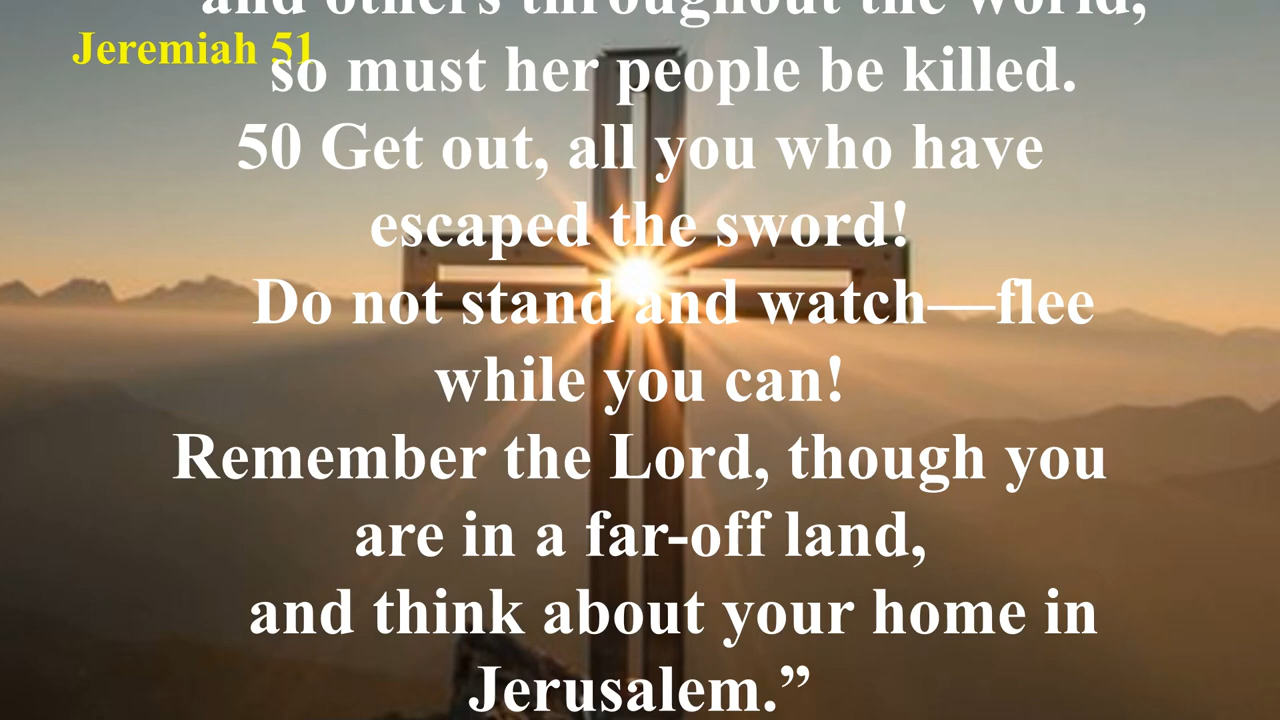 and others throughout the world,
Jeremiah 51
so must her people be killed.
50 Get out, all you who have
escaped the sword!
Do not stand and watch—flee
while you can!
Remember the Lord, though you
are in a far-off land,
and think about your home in
Jerusalem.”